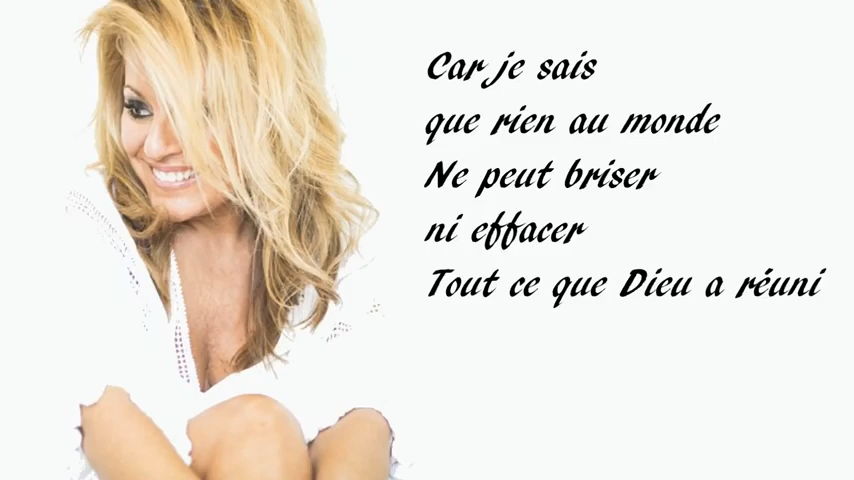 Car je sais
que rien au monde
Ne peut briser
ni effacer
Tout ce que Dieu a réuni